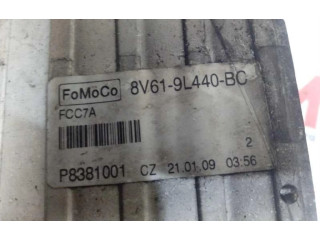 FoMoCo 8V61-9L440-BC
FCC7A
2
P8381001 CZ 21.01.09 03:56